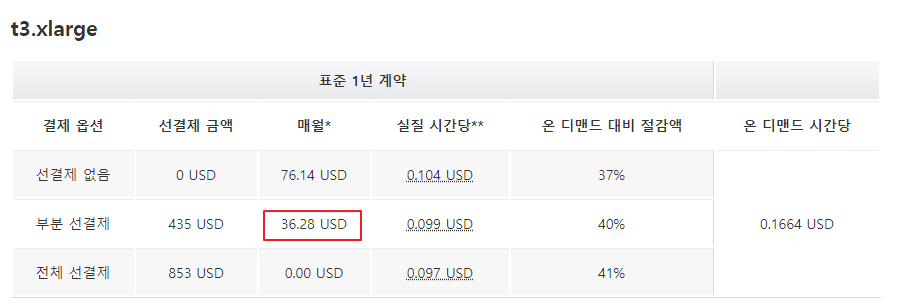 t3.xlarge
표준 1년 계약
결제 옵션 선결제 금액 매월* 실질 시간당** 온 디맨드 대비 절감액 온 디맨드 시간당
선결제 없음 0 USD 76.14 USD 0.104 USD 37%
부분 선결제 435 USD 36.28 USD 0.099 USD 40% 0.1664 USD
전체 선결제 853 USD 0.00 USD 0.097 USD 41%